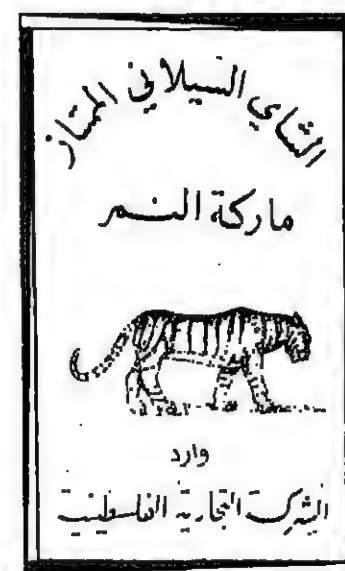 الشاي السيلاني الممتاز
ماركة النمر
وارد
الشركة التجارية الفلسطينية